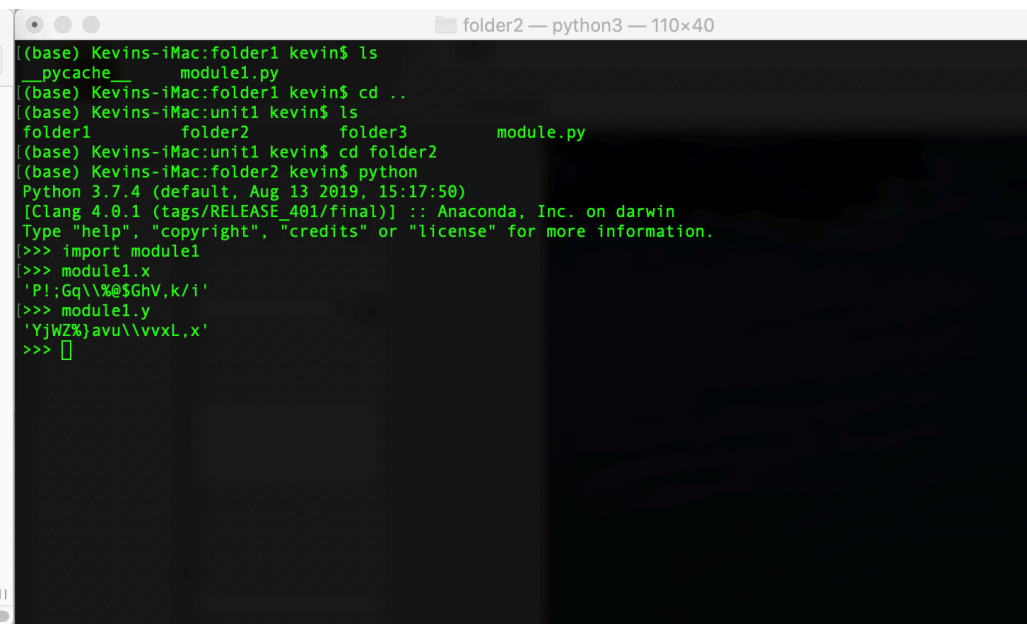 folder2 — python3 — 110×40
[(base) Kevins-iMac:folder1 kevin$ ls
__pycache__ module1.py
[(base) Kevins-iMac:folder1 kevin$ cd ..
[(base) Kevins-iMac:unit1 kevin$ ls
folder1 folder2 folder3 module.py
[(base) Kevins-iMac:unit1 kevin$ cd folder2
[(base) Kevins-iMac:folder2 kevin$ python
Python 3.7.4 (default, Aug 13 2019, 15:17:50)
[Clang 4.0.1 (tags/RELEASE_401/final)] :: Anaconda, Inc. on darwin
Type "help", "copyright", "credits" or "license" for more information.
[>>> import module1
[>>> module1.x
'P!;Gq\\%@$GhV,k/i'
[>>> module1.y
'YjWZ%}avu\\vvxL,x'
>>>